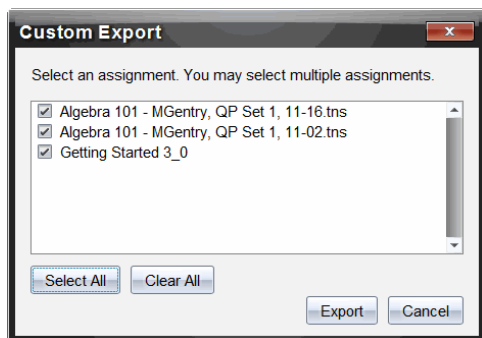 Custom Export
x
Select an assignment. You may select multiple assignments.
Algebra 101 - MGentry, QP Set 1, 11-16.tns
Algebra 101 - MGentry, QP Set 1, 11-02.tns
Getting Started 3_0
Select All
Clear All
Export
Cancel